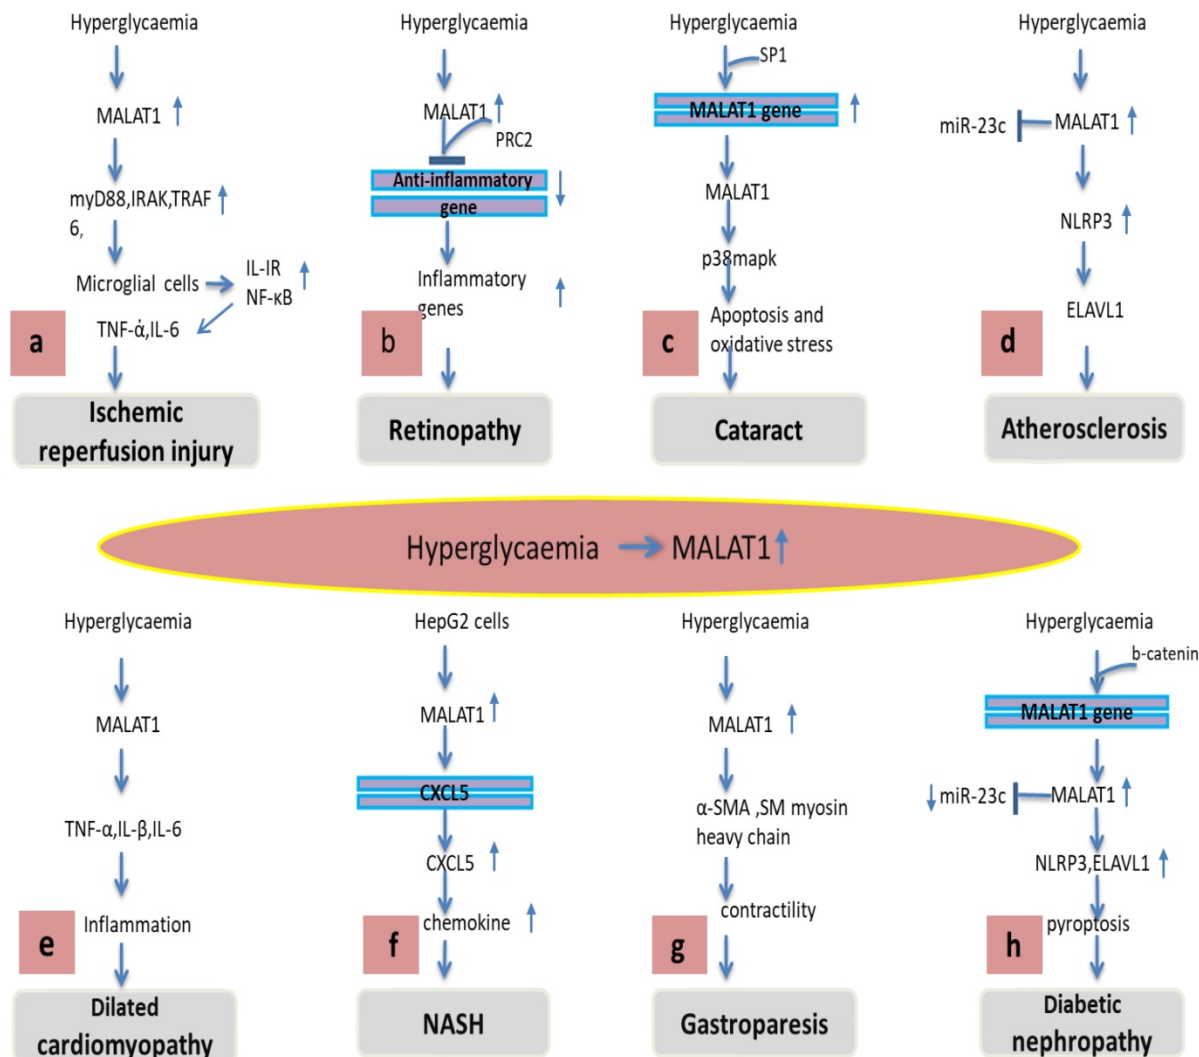 Hyperglycaemia
MALAT1
myD88,IRAK,TRAF
6,
Microglial cells
IL-IR
NF-κB
TNF-ά,IL-6
a
Ischemic
reperfusion injury
Hyperglycaemia
MALAT1
PRC2
Anti-inflammatory
gene
Inflammatory
genes
b
Retinopathy
Hyperglycaemia
SP1
MALAT1 gene
MALAT1
p38mapk
Apoptosis and
oxidative stress
c
Cataract
Hyperglycaemia
miR-23c
MALAT1
NLRP3
ELAVL1
d
Atherosclerosis
Hyperglycaemia MALAT1
Hyperglycaemia
MALAT1
TNF-α,IL-β,IL-6
Inflammation
e
Dilated
cardiomyopathy
HepG2 cells
MALAT1
CXCL5
CXCL5
chemokine
f
NASH
Hyperglycaemia
MALAT1
α-SMA ,SM myosin
heavy chain
contractility
g
Gastroparesis
Hyperglycaemia
b-catenin
MALAT1 gene
miR-23c
MALAT1
NLRP3,ELAVL1
pyroptosis
h
Diabetic
nephropathy